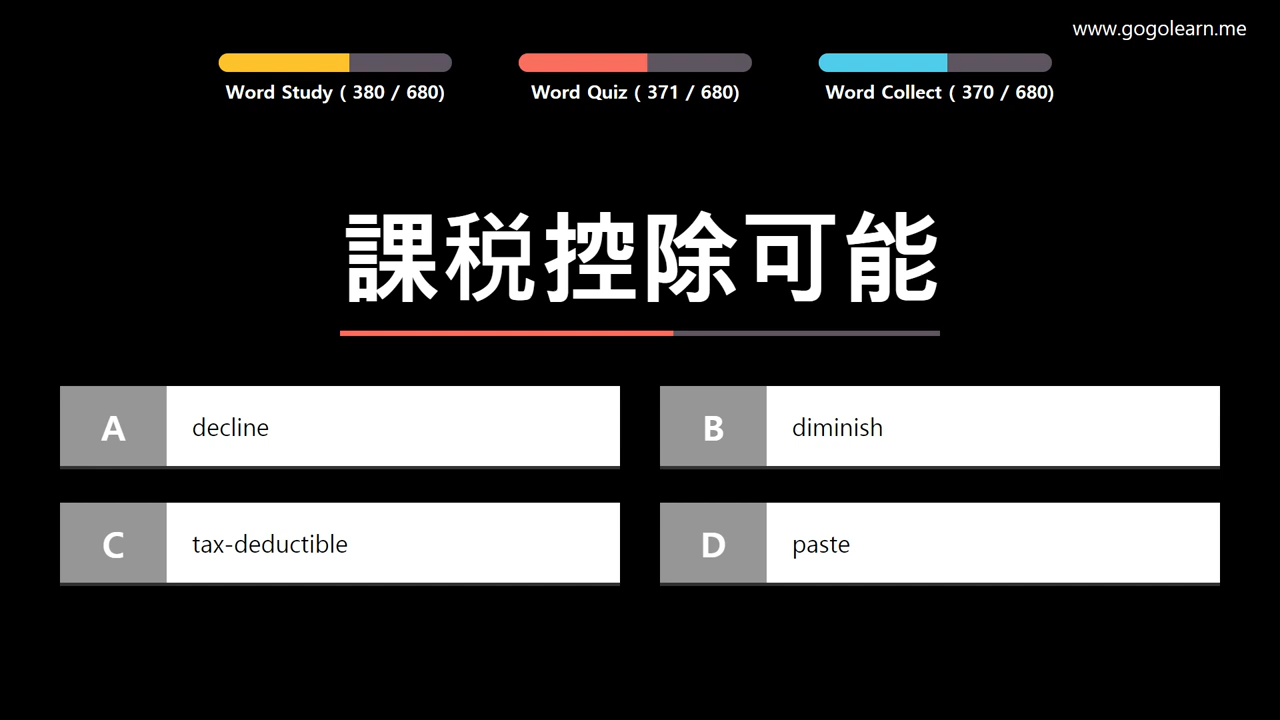 www.gogolearn.me
Word Study ( 380 / 680)
Word Quiz ( 371 / 680)
Word Collect ( 370 / 680)
課税控除可能
A decline
B diminish
C tax-deductible
D paste